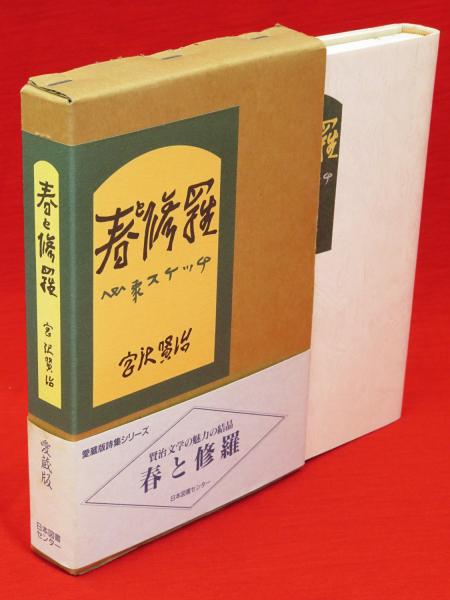 春と修羅
宮沢賢治
愛蔵版
日本図書
センター
春と修羅
心象スケッチ
宮沢賢治
愛蔵版詩集シリーズ
賢治文学の魅力の結晶
春と修羅
日本図書センター
羅
チ